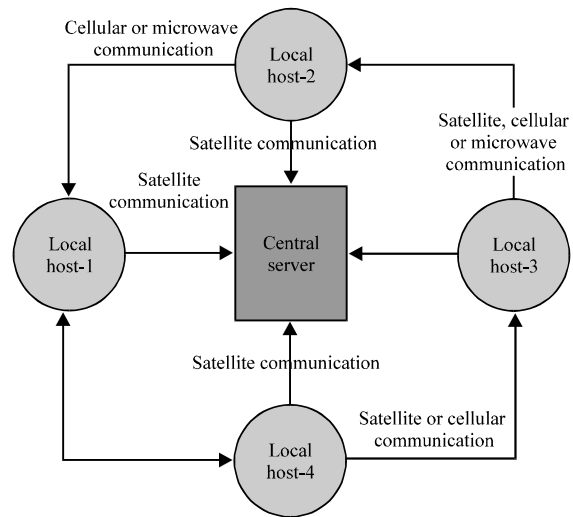 Cellular or microwave
communication
Local
host-2
Satellite, cellular
or microwave
communication
Satellite communication
Satellite
communication
Local
host-1
Central
server
Local
host-3
Satellite communication
Satellite or cellular
communication
Local
host-4